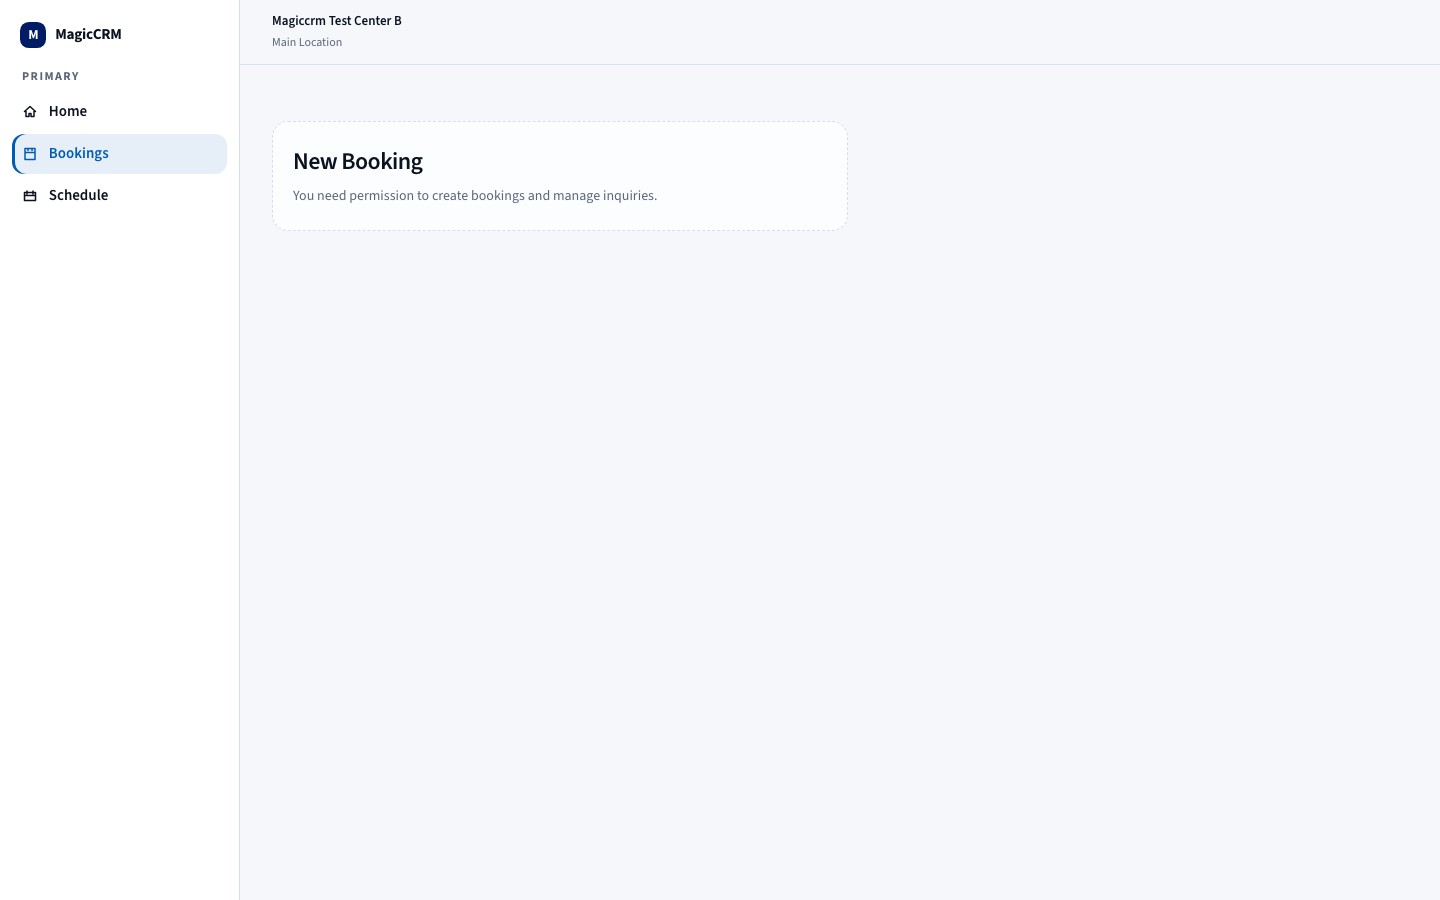 M MagicCRM
PRIMARY
Home
Bookings
Schedule
Magiccrm Test Center B
Main Location
New Booking
You need permission to create bookings and manage inquiries.